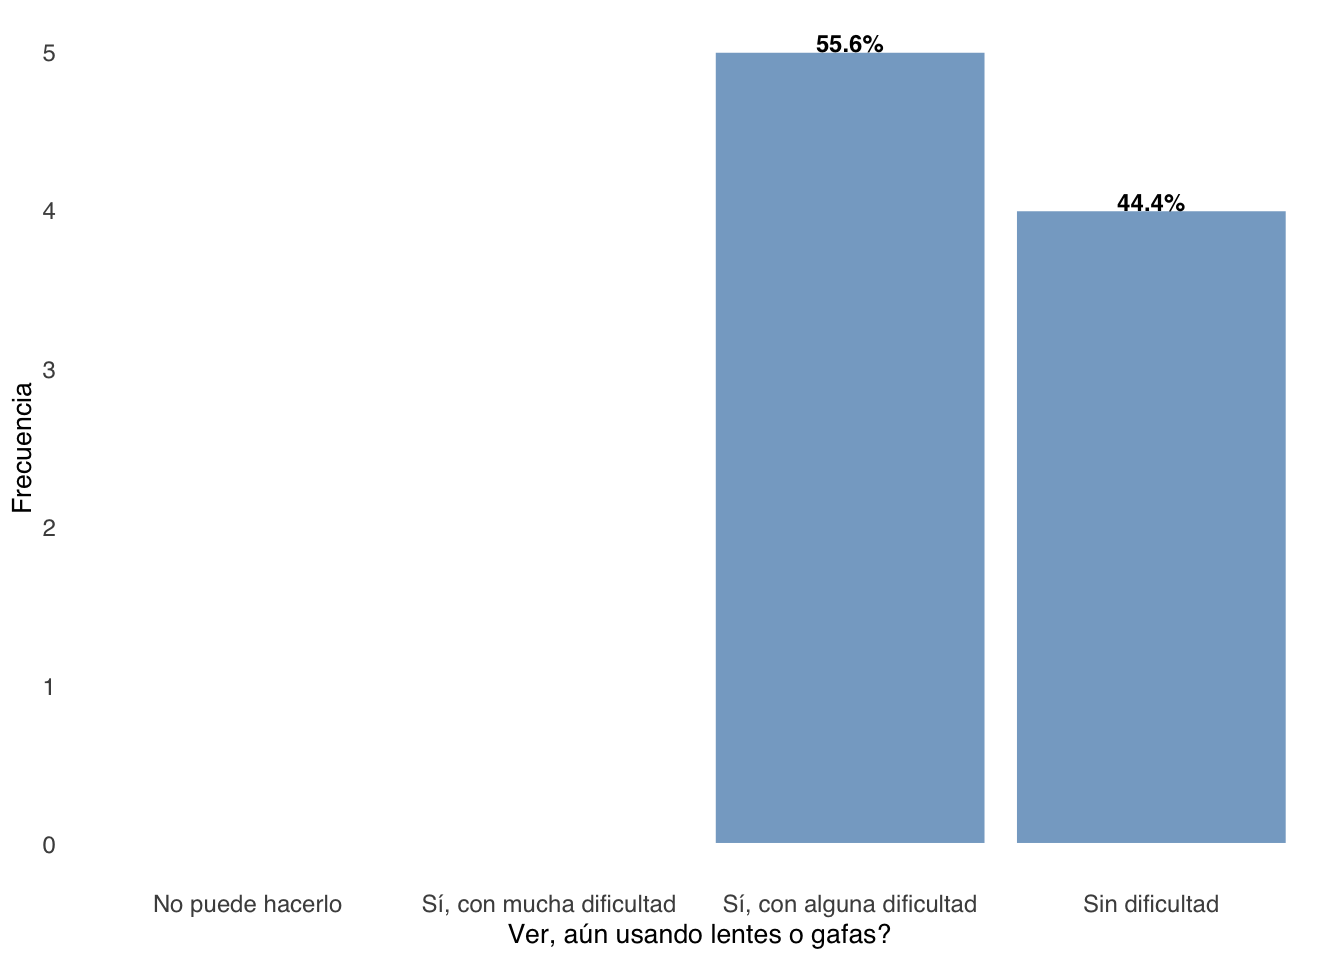 55.6%
44.4%
5
4
3
2
1
0
Frecuencia
No puede hacerlo
Sí, con mucha dificultad
Sí, con alguna dificultad
Sin dificultad
Ver, aún usando lentes o gafas?